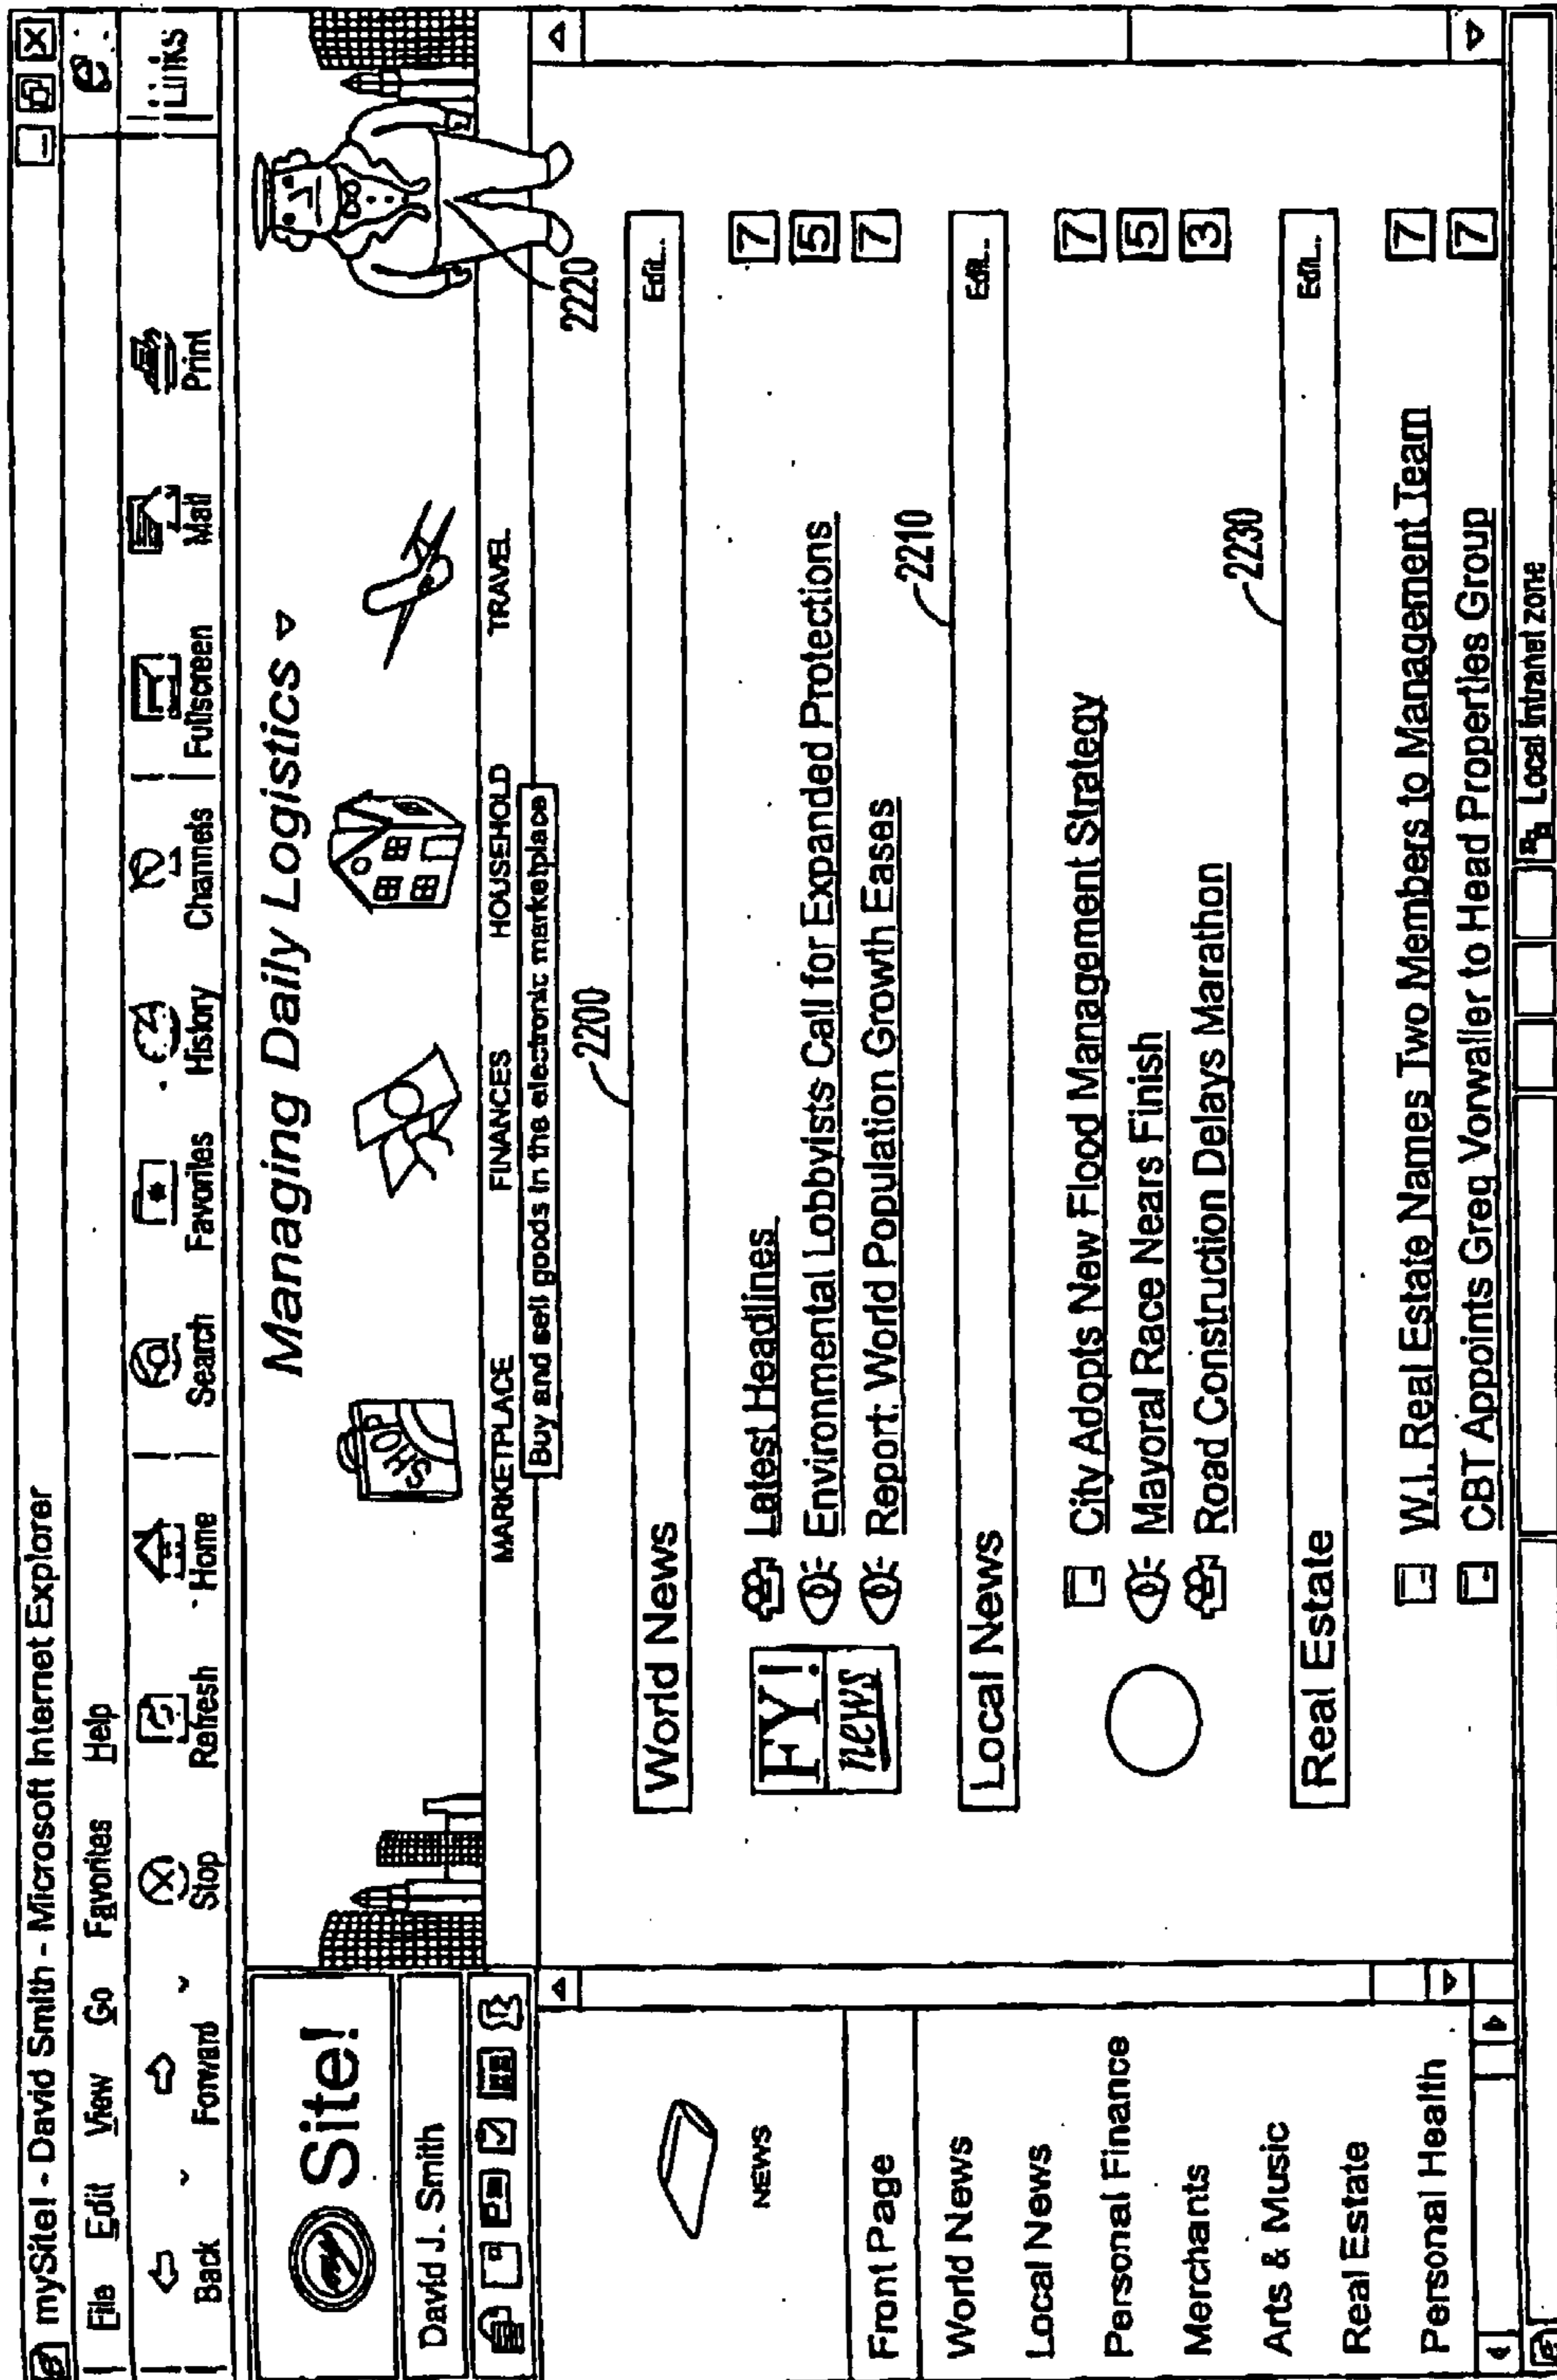 mySite! - David Smith - Microsoft Internet Explorer
File Edit View Go Favorites Help
Back Forward Stop Refresh Home Search Favorites History Channels Fullscreen Mail Print Links
Site!
David J. Smith
Managing Daily Logistics
SHOP
MARKETPLACE FINANCES HOUSEHOLD TRAVEL
Buy and sell goods in the electronic marketplace
2220
NEWS
Front Page
World News
Local News
Personal Finance
Merchants
Arts & Music
Real Estate
Personal Health
2200
World News Edit...
FY!
news
Latest Headlines 7
Environmental Lobbyists Call for Expanded Protections 5
Report: World Population Growth Eases 7
2210
Local News Edit...
City Adopts New Flood Management Strategy 7
Mayoral Race Nears Finish 5
Road Construction Delays Marathon 3
2230
Real Estate Edit...
W.I. Real Estate Names Two Members to Management Team 7
CBT Appoints Greg Vorwaller to Head Properties Group 7
Local intranet zone